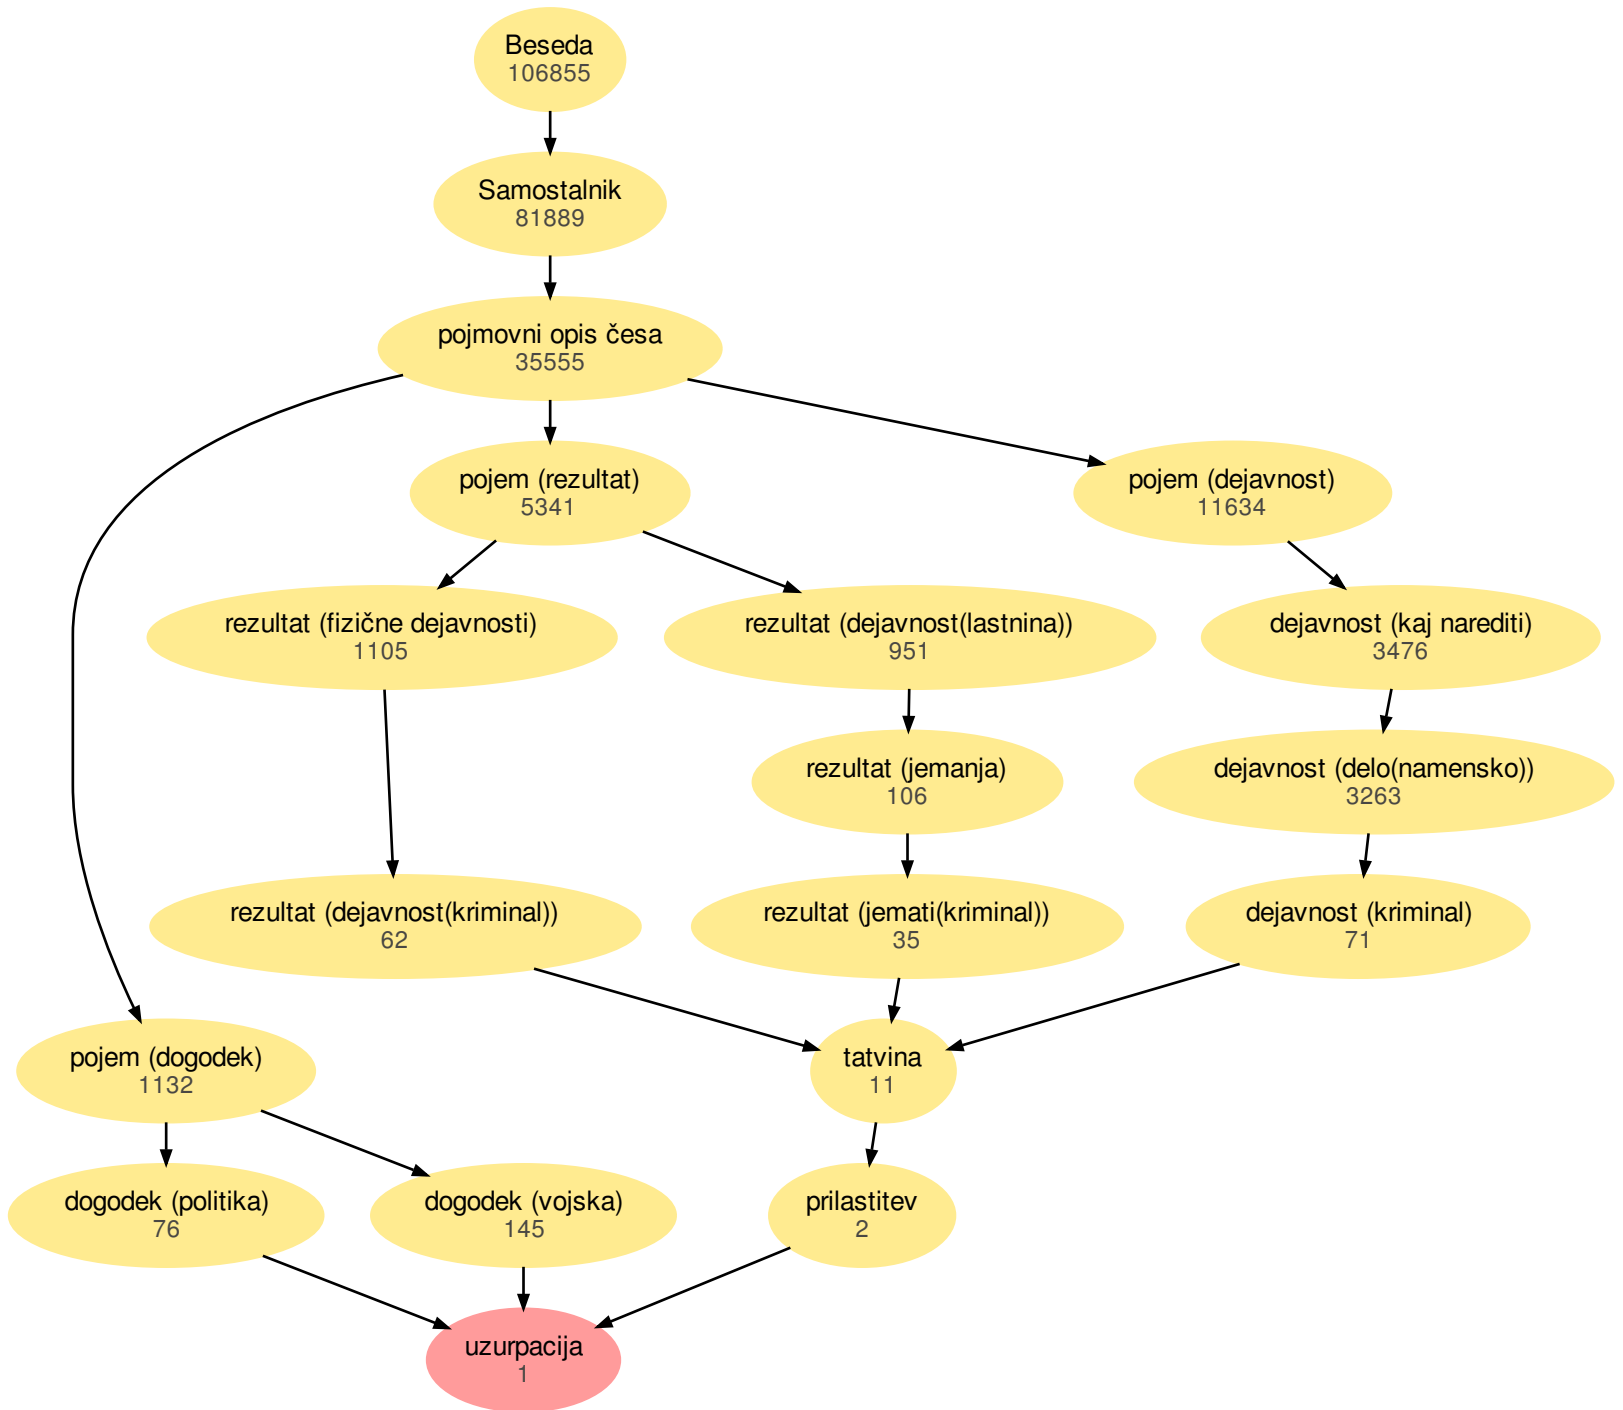 Beseda
106855
Samostalnik
81889
pojmovni opis česa
35555
pojem (rezultat)
5341
pojem (dejavnost)
11634
rezultat (fizične dejavnosti)
1105
rezultat (dejavnost(lastnina))
951
dejavnost (kaj narediti)
3476
rezultat (jemanja)
106
dejavnost (delo(namensko))
3263
rezultat (dejavnost(kriminal))
62
rezultat (jemati(kriminal))
35
dejavnost (kriminal)
71
pojem (dogodek)
1132
tatvina
11
dogodek (politika)
76
dogodek (vojska)
145
prilastitev
2
uzurpacija
1